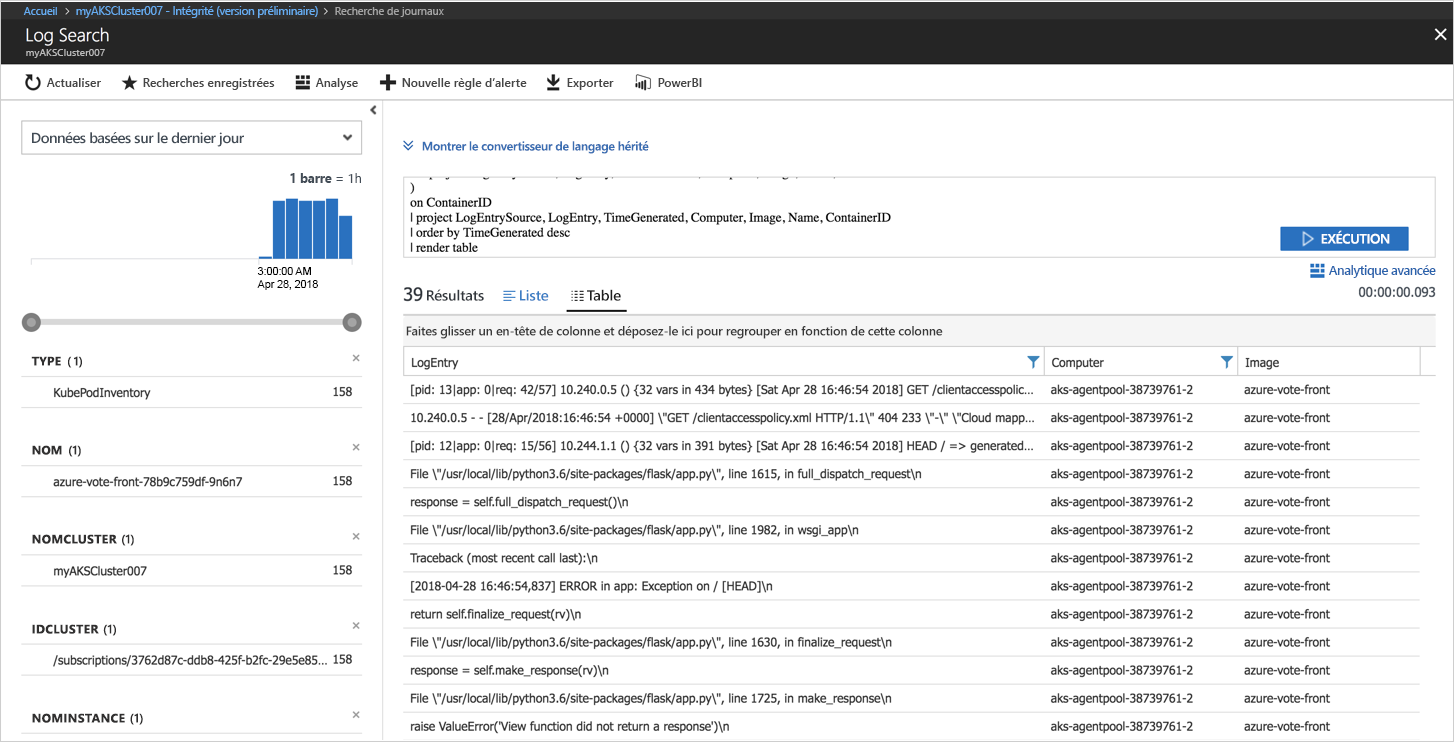 Accueil > myAKSCluster007 - Intégrité (version préliminaire) > Recherche de journaux
Log Search
myAKSCluster007
Actualiser
Recherches enregistrées
Analyse
Nouvelle règle d'alerte
Exporter
PowerBI
Données basées sur le dernier jour
1 barre = 1h
3:00:00 AM
Apr 28, 2018
TYPE (1)
KubePodInventory 158
NOM (1)
azure-vote-front-78b9c759df-9n6n7 158
NOMCLUSTER (1)
myAKSCluster007 158
IDCLUSTER (1)
/subscriptions/3762d87c-ddb8-425f-b2fc-29e5e85... 158
NOMINSTANCE (1)
Montrer le convertisseur de langage hérité
)
on ContainerID
| project LogEntrySource, LogEntry, TimeGenerated, Computer, Image, Name, ContainerID
| order by TimeGenerated desc
| render table
EXÉCUTION
Analytique avancée
39 Résultats
Liste
Table
00:00:00.093
Faites glisser un en-tête de colonne et déposez-le ici pour regrouper en fonction de cette colonne
LogEntry Computer Image
[pid: 13|app: 0|req: 42/57] 10.240.0.5 () {32 vars in 434 bytes} [Sat Apr 28 16:46:54 2018] GET /clientaccesspolic... aks-agentpool-38739761-2 azure-vote-front
10.240.0.5 - - [28/Apr/2018:16:46:54 +0000] \"GET /clientaccesspolicy.xml HTTP/1.1\" 404 233 \"-\" \"Cloud mapp... aks-agentpool-38739761-2 azure-vote-front
[pid: 12|app: 0|req: 15/56] 10.244.1.1 () {32 vars in 391 bytes} [Sat Apr 28 16:46:54 2018] HEAD / => generated... aks-agentpool-38739761-2 azure-vote-front
File \"/usr/local/lib/python3.6/site-packages/flask/app.py\", line 1615, in full_dispatch_request\n aks-agentpool-38739761-2 azure-vote-front
response = self.full_dispatch_request()\n aks-agentpool-38739761-2 azure-vote-front
File \"/usr/local/lib/python3.6/site-packages/flask/app.py\", line 1982, in wsgi_app\n aks-agentpool-38739761-2 azure-vote-front
Traceback (most recent call last):\n aks-agentpool-38739761-2 azure-vote-front
[2018-04-28 16:46:54,837] ERROR in app: Exception on / [HEAD]\n aks-agentpool-38739761-2 azure-vote-front
return self.finalize_request(rv)\n aks-agentpool-38739761-2 azure-vote-front
File \"/usr/local/lib/python3.6/site-packages/flask/app.py\", line 1630, in finalize_request\n aks-agentpool-38739761-2 azure-vote-front
response = self.make_response(rv)\n aks-agentpool-38739761-2 azure-vote-front
File \"/usr/local/lib/python3.6/site-packages/flask/app.py\", line 1725, in make_response\n aks-agentpool-38739761-2 azure-vote-front
raise ValueError('View function did not return a response')\n aks-agentpool-38739761-2 azure-vote-front